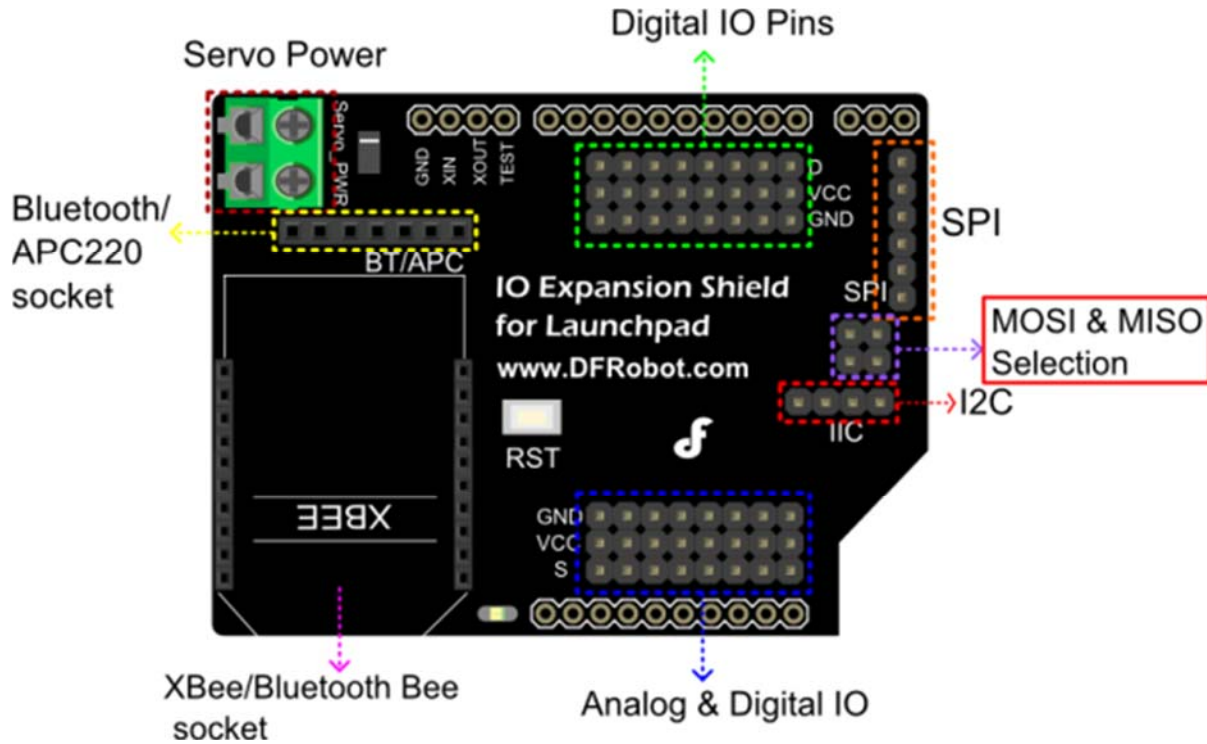 Digital IO Pins
Servo Power
Servo_PWR
GND
XIN
XOUT
TEST
D
VCC
GND
Bluetooth/
APC220
socket
BT/APC
SPI
SPI
IO Expansion Shield
for Launchpad
www.DFRobot.com
MOSI & MISO
Selection
I2C
IIC
RST
XBEE
GND
VCC
S
XBee/Bluetooth Bee
socket
Analog & Digital IO